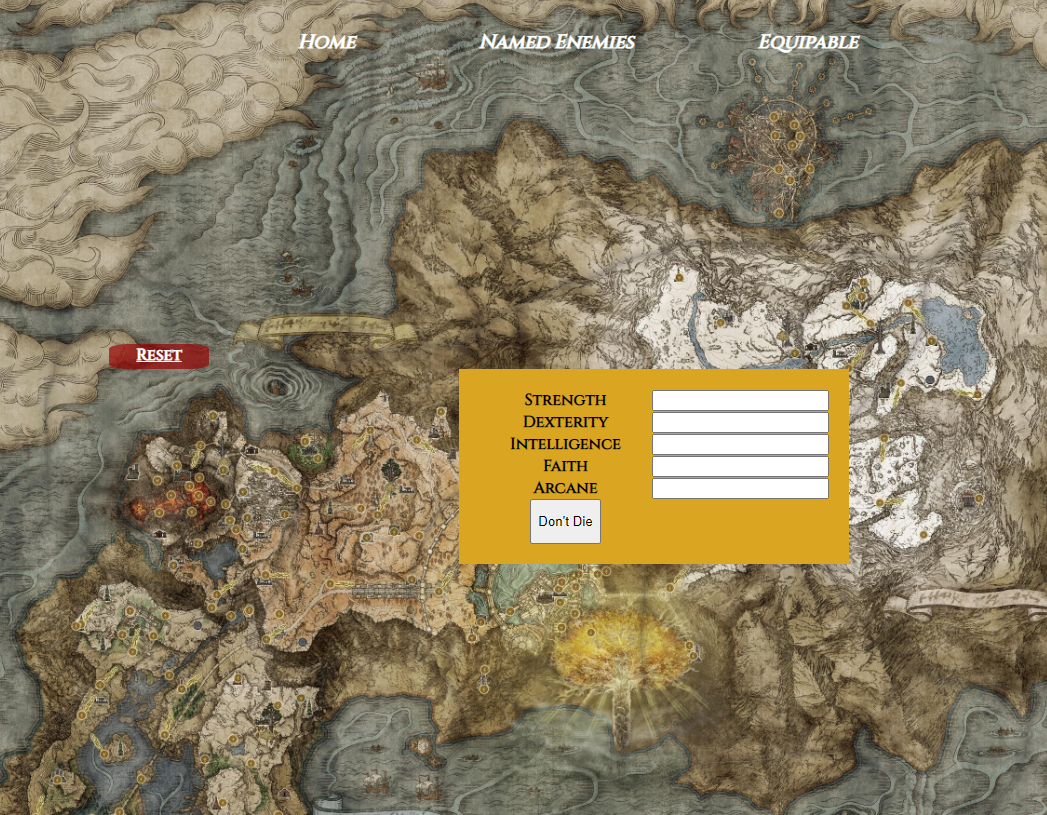 Home Named Enemies Equipable
Reset
Strength
Dexterity
Intelligence
Faith
Arcane
Don't Die